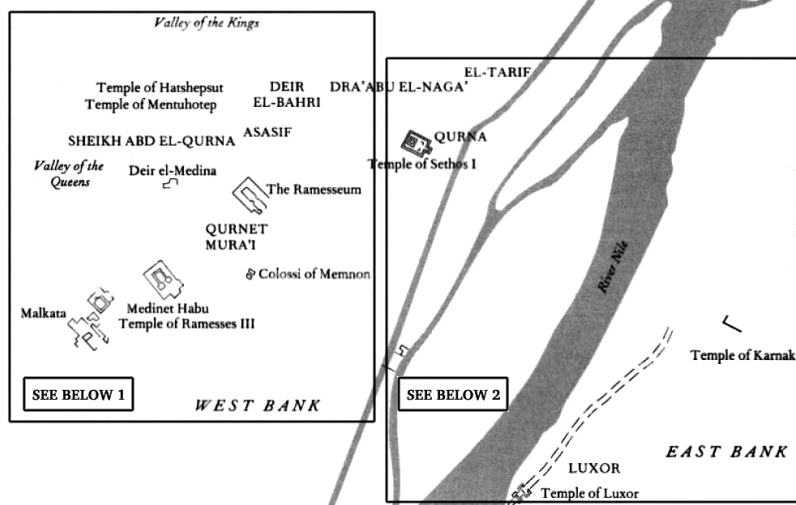 Valley of the Kings
EL-TARIF
Temple of Hatshepsut
Temple of Mentuhotep
DEIR
EL-BAHRI
DRA'ABU EL-NAGA'
SHEIKH ABD EL-QURNA
ASASIF
QURNA
Temple of Sethos I
Valley of the
Queens
Deir el-Medina
The Ramesseum
QURNET
MURA'I
Colossi of Memnon
River Nile
Malkata
Medinet Habu
Temple of Ramesses III
Temple of Karnak
SEE BELOW 1
WEST BANK
SEE BELOW 2
EAST BANK
LUXOR
Temple of Luxor